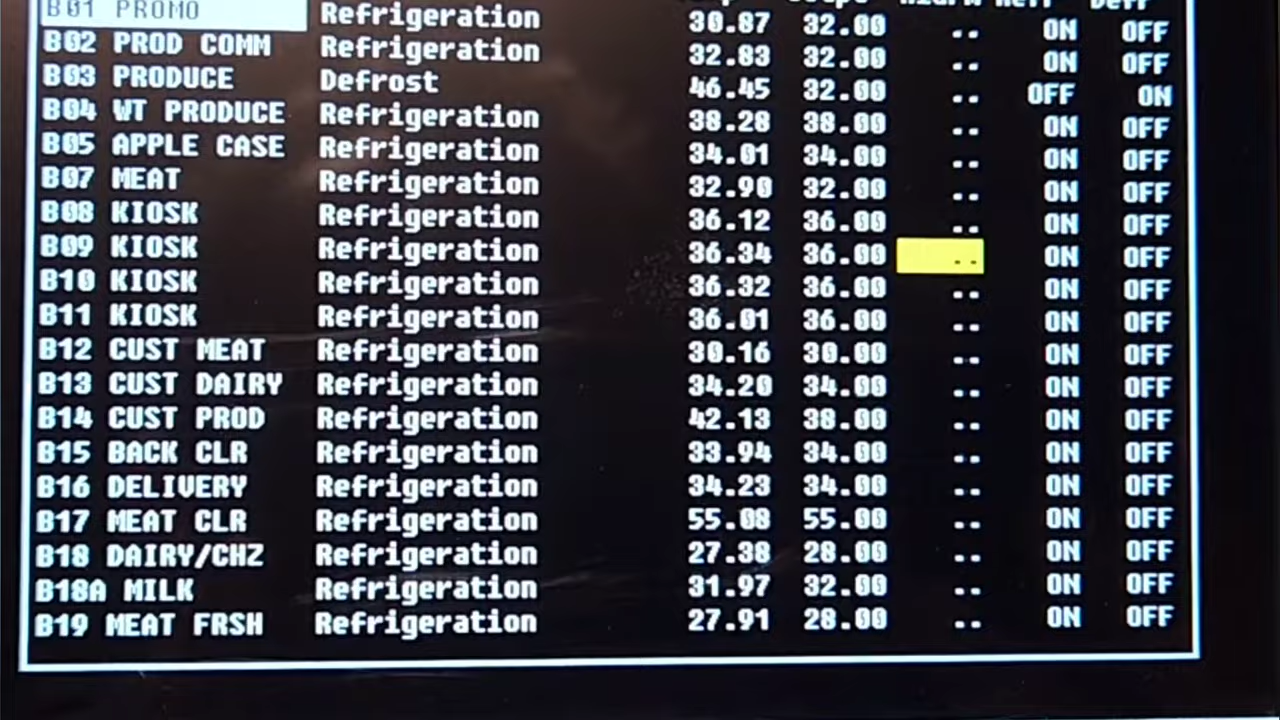 B01 PROMO Refrigeration 30.87 32.00 .. ON OFF
B02 PROD COMM Refrigeration 32.83 32.00 .. ON OFF
B03 PRODUCE Defrost 46.45 32.00 .. OFF ON
B04 WT PRODUCE Refrigeration 38.28 38.00 .. ON OFF
B05 APPLE CASE Refrigeration 34.01 34.00 .. ON OFF
B07 MEAT Refrigeration 32.90 32.00 .. ON OFF
B08 KIOSK Refrigeration 36.12 36.00 .. ON OFF
B09 KIOSK Refrigeration 36.34 36.00 .. ON OFF
B10 KIOSK Refrigeration 36.32 36.00 .. ON OFF
B11 KIOSK Refrigeration 36.01 36.00 .. ON OFF
B12 CUST MEAT Refrigeration 30.16 30.00 .. ON OFF
B13 CUST DAIRY Refrigeration 34.20 34.00 .. ON OFF
B14 CUST PROD Refrigeration 42.13 38.00 .. ON OFF
B15 BACK CLR Refrigeration 33.94 34.00 .. ON OFF
B16 DELIVERY Refrigeration 34.23 34.00 .. ON OFF
B17 MEAT CLR Refrigeration 55.08 55.00 .. ON OFF
B18 DAIRY/CHZ Refrigeration 27.38 28.00 .. ON OFF
B18A MILK Refrigeration 31.97 32.00 .. ON OFF
B19 MEAT FRSH Refrigeration 27.91 28.00 .. ON OFF